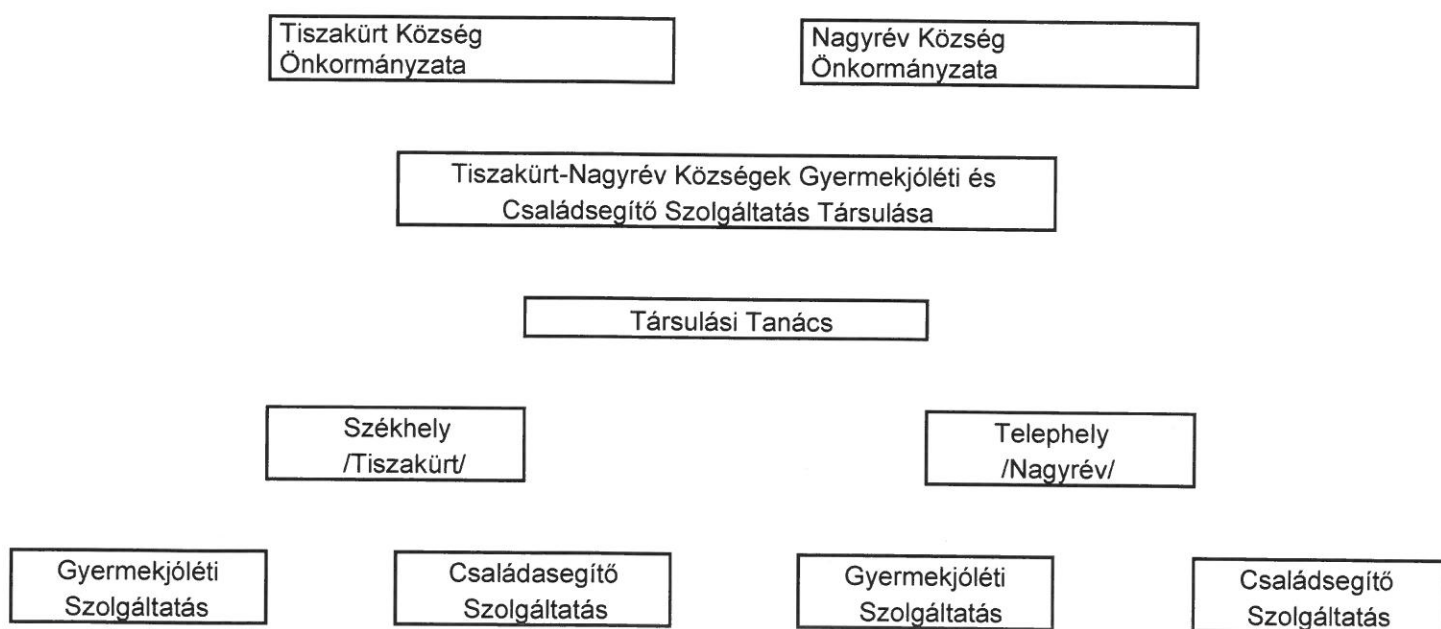 Tiszakürt Község
Önkormányzata
Nagyrév Község
Önkormányzata
Tiszakürt-Nagyrév Községek Gyermekjóléti és
Családsegítő Szolgáltatás Társulása
Társulási Tanács
Székhely
/Tiszakürt/
Telephely
/Nagyrév/
Gyermekjóléti
Szolgáltatás
Családasegítő
Szolgáltatás
Gyermekjóléti
Szolgáltatás
Családsegítő
Szolgáltatás